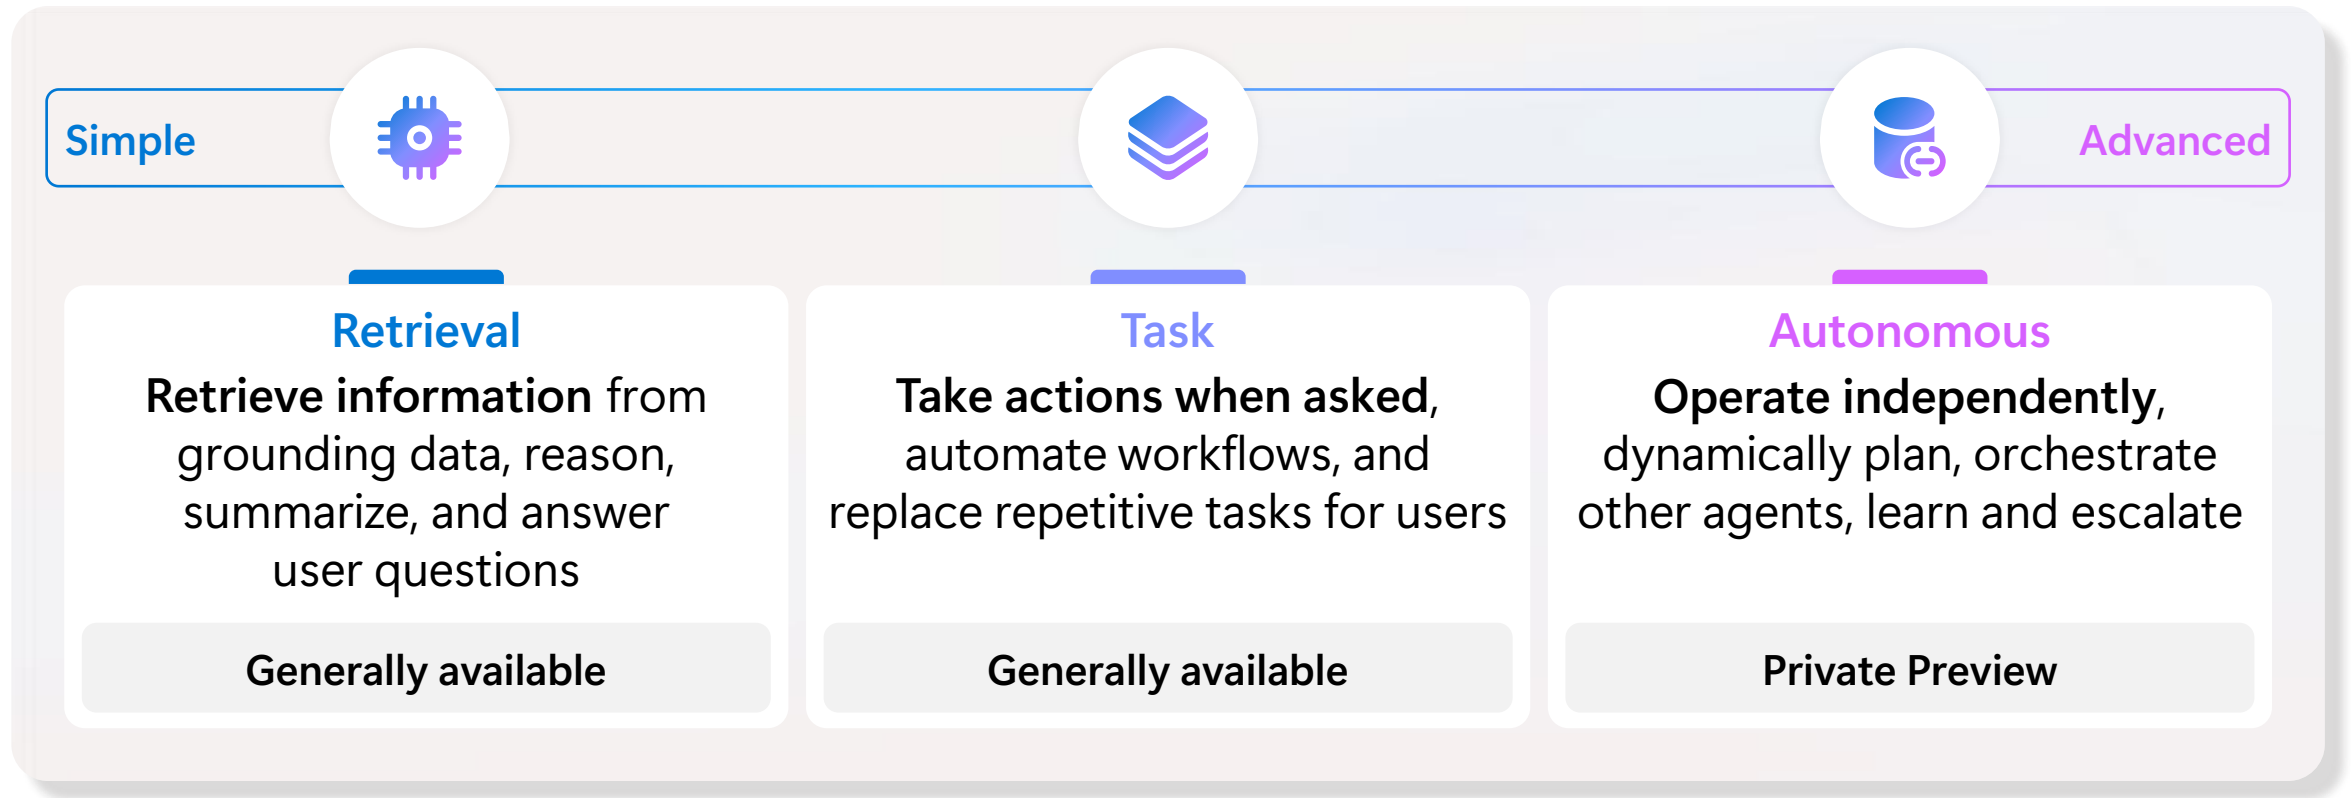 Simple
Advanced
Retrieval
Retrieve information from
grounding data, reason,
summarize, and answer
user questions
Generally available
Task
Take actions when asked,
automate workflows, and
replace repetitive tasks for users
Generally available
Autonomous
Operate independently,
dynamically plan, orchestrate
other agents, learn and escalate
Private Preview